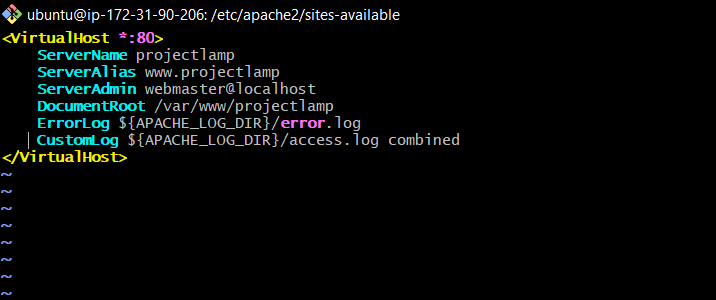 ubuntu@ip-172-31-90-206: /etc/apache2/sites-available
<VirtualHost *:80>
    ServerName projectlamp
    ServerAlias www.projectlamp
    ServerAdmin webmaster@localhost
    DocumentRoot /var/www/projectlamp
    ErrorLog ${APACHE_LOG_DIR}/error.log
    CustomLog ${APACHE_LOG_DIR}/access.log combined
</VirtualHost>
~
~
~
~
~
~
~
~